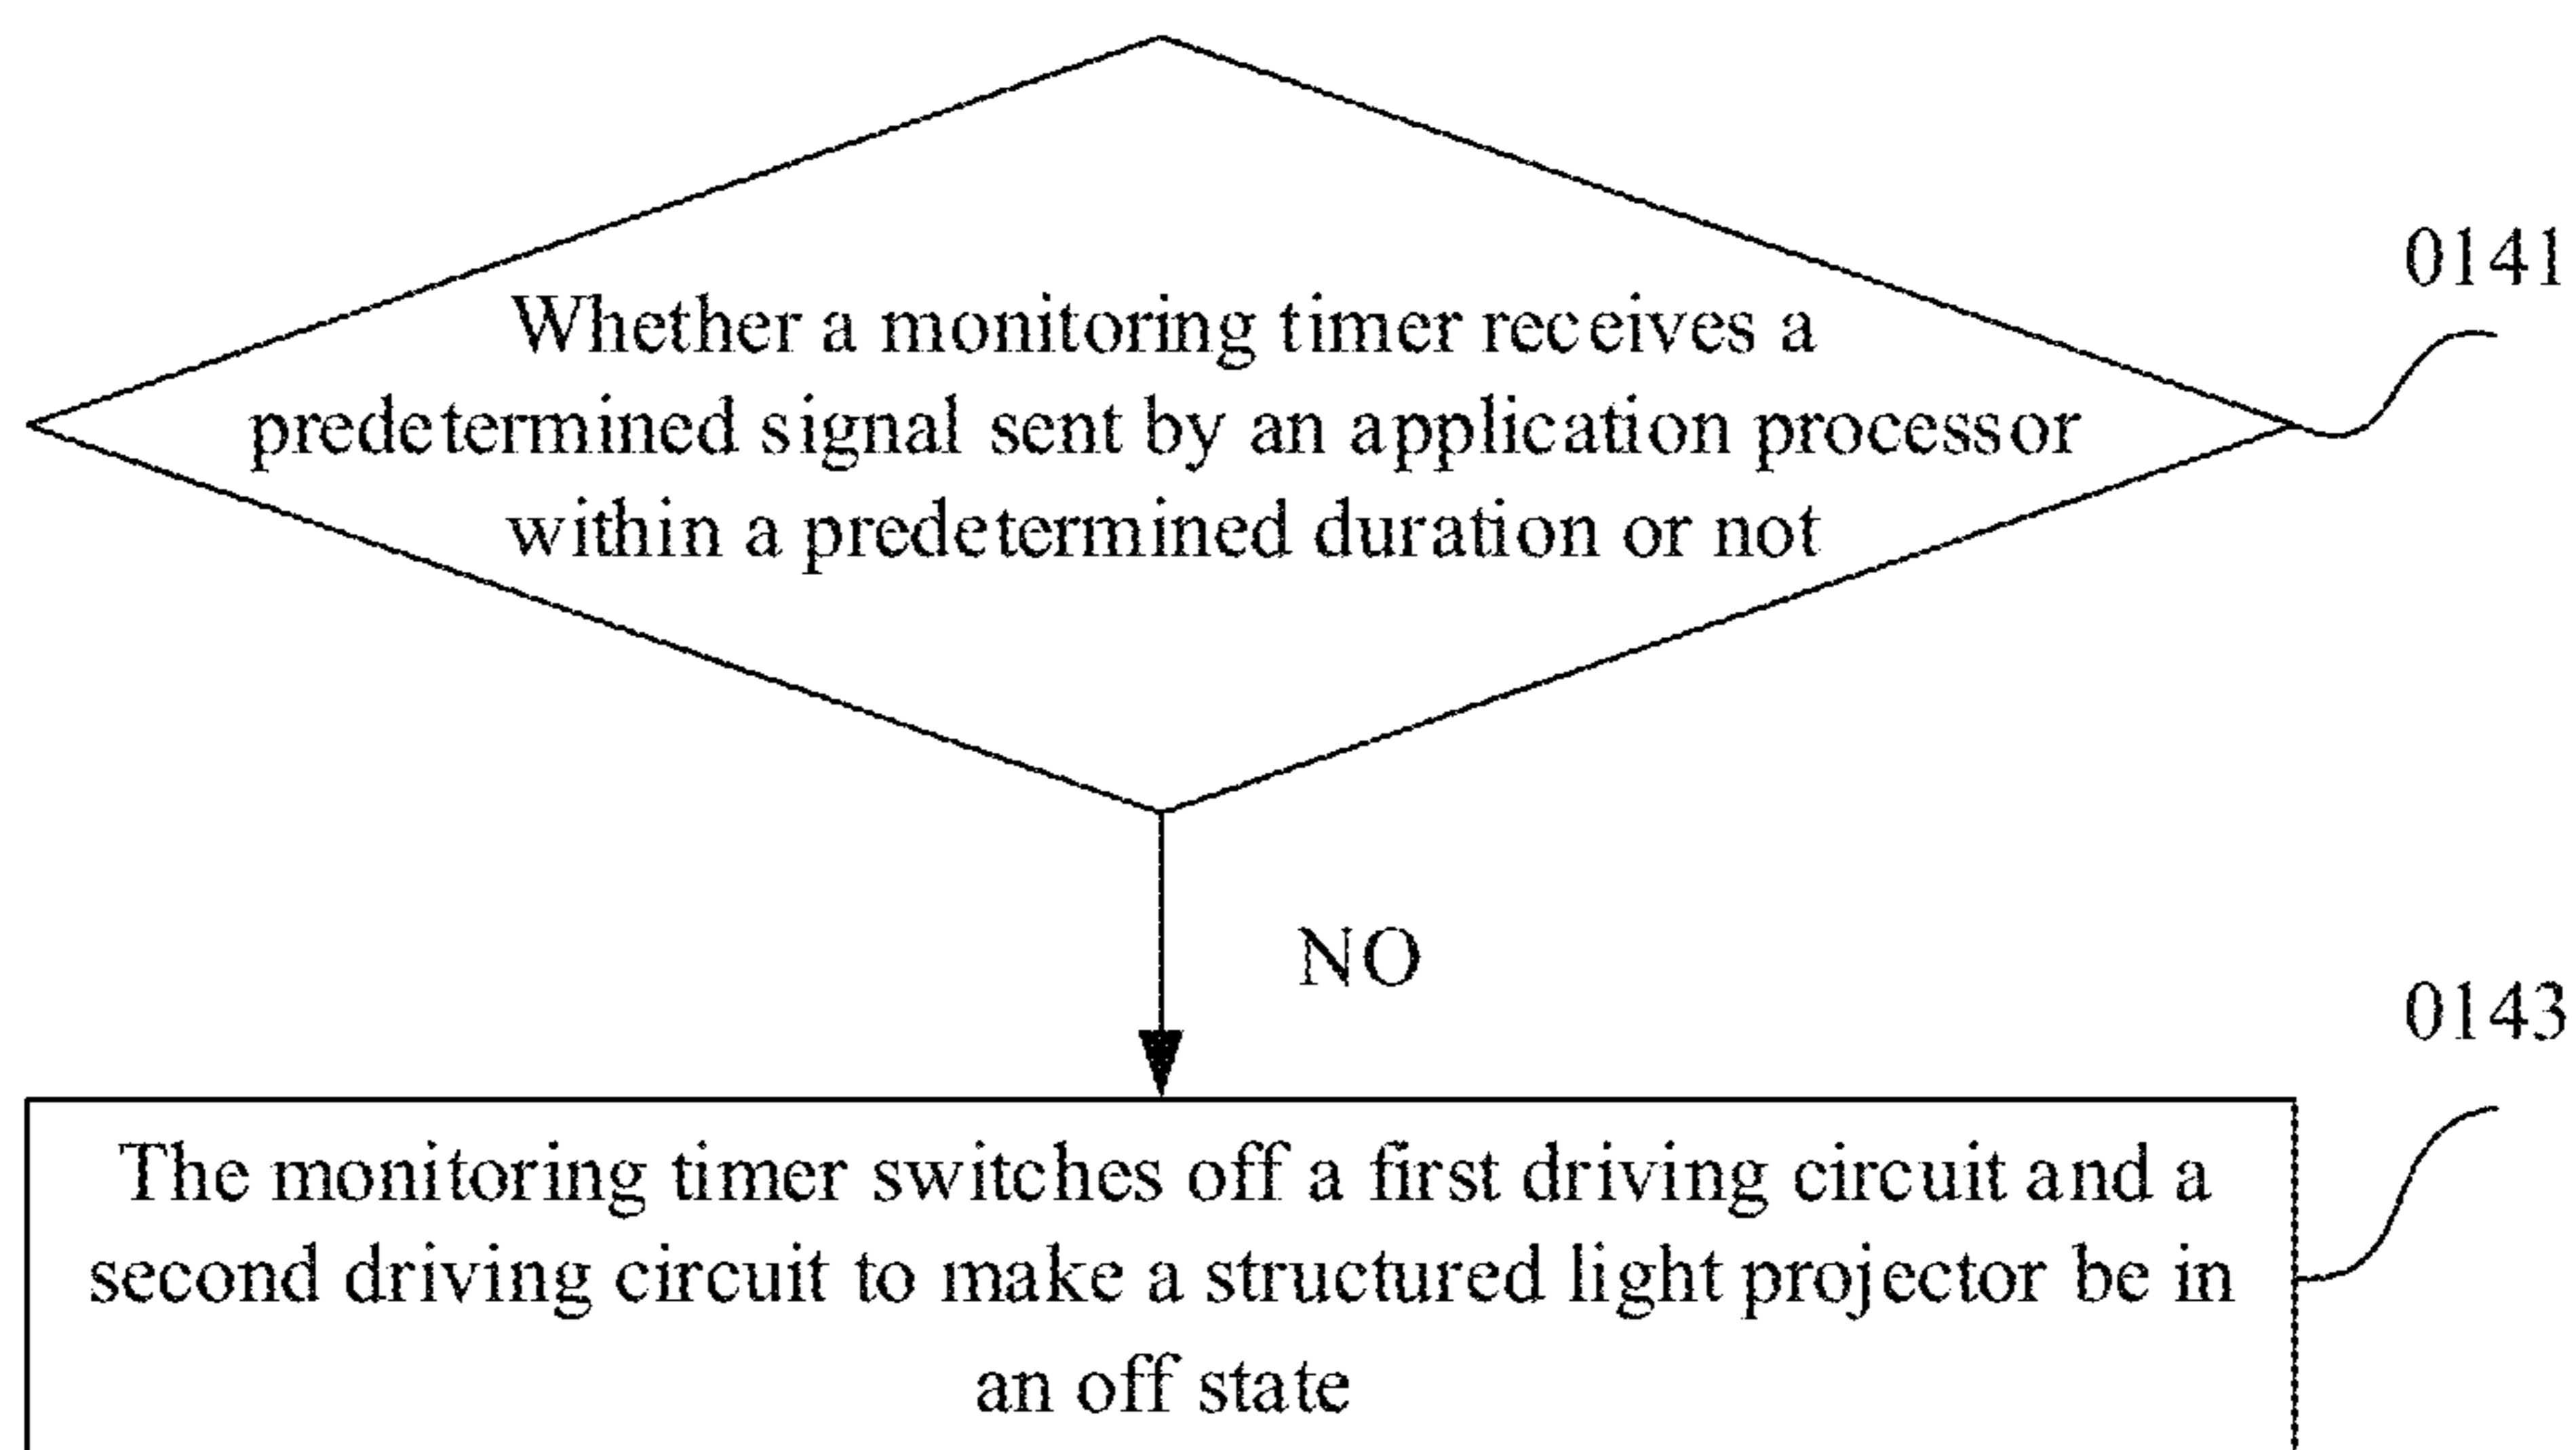 0141
Whether a monitoring timer receives a
predetermined signal sent by an application processor
within a predetermined duration or not
NO
0143
The monitoring timer switches off a first driving circuit and a
second driving circuit to make a structured light projector be in
an off state